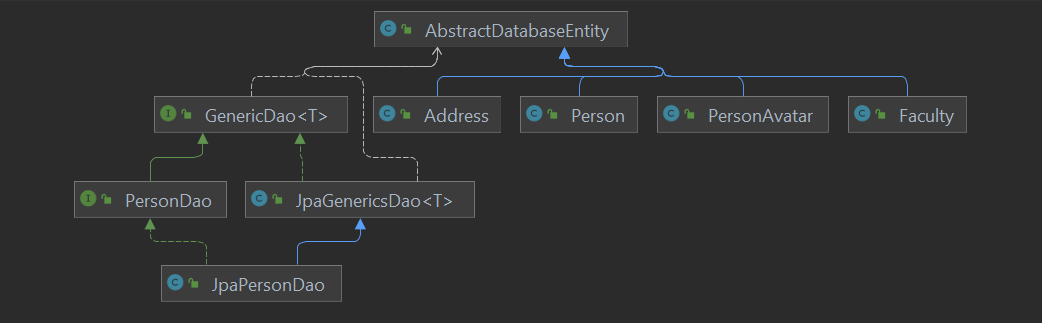 C AbstractDatabaseEntity
I GenericDao<T>
C Address
C Person
C PersonAvatar
C Faculty
I PersonDao
C JpaGenericsDao<T>
C JpaPersonDao